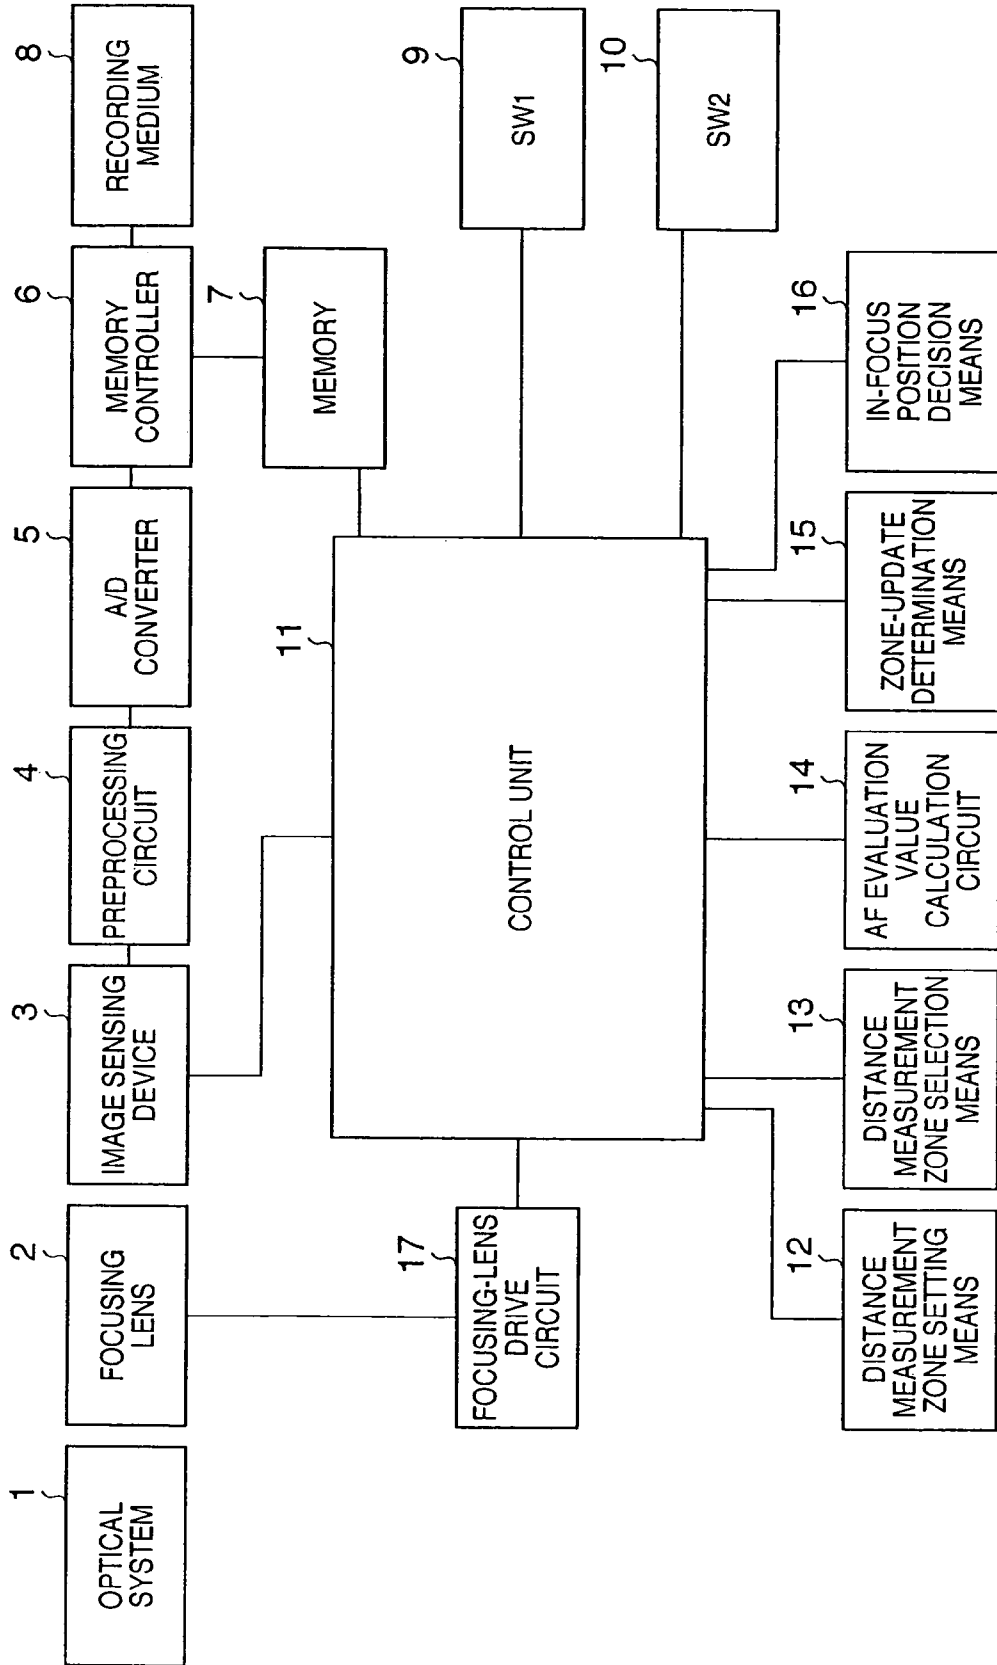 1
OPTICAL
SYSTEM
2
FOCUSING
LENS
3
IMAGE SENSING
DEVICE
4
PREPROCESSING
CIRCUIT
5
A/D
CONVERTER
6
MEMORY
CONTROLLER
8
RECORDING
MEDIUM
7
MEMORY
9
SW1
10
SW2
11
CONTROL UNIT
17
FOCUSING-LENS
DRIVE
CIRCUIT
12
DISTANCE
MEASUREMENT
ZONE SETTING
MEANS
13
DISTANCE
MEASUREMENT
ZONE SELECTION
MEANS
14
AF EVALUATION
VALUE
CALCULATION
CIRCUIT
15
ZONE-UPDATE
DETERMINATION
MEANS
16
IN-FOCUS
POSITION
DECISION
MEANS